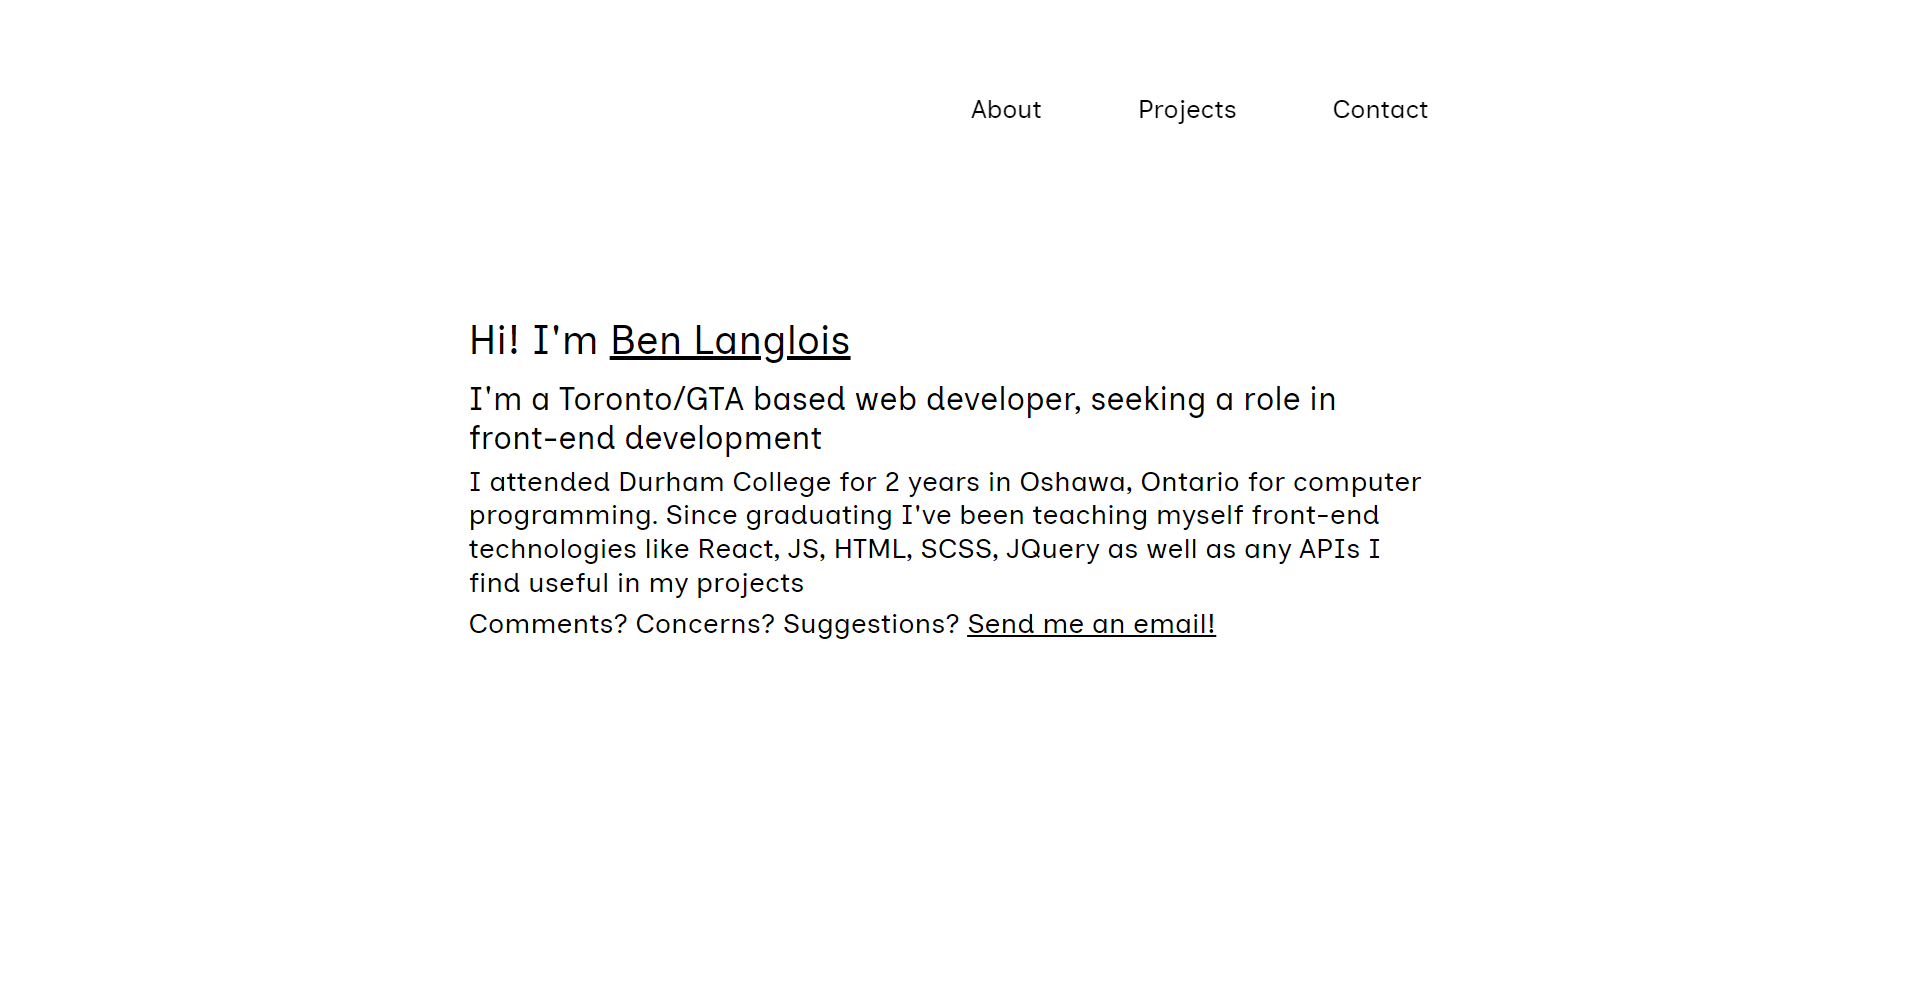 About Projects Contact
Hi! I'm Ben Langlois
I'm a Toronto/GTA based web developer, seeking a role in
front-end development
I attended Durham College for 2 years in Oshawa, Ontario for computer
programming. Since graduating I've been teaching myself front-end
technologies like React, JS, HTML, SCSS, JQuery as well as any APIs I
find useful in my projects
Comments? Concerns? Suggestions? Send me an email!